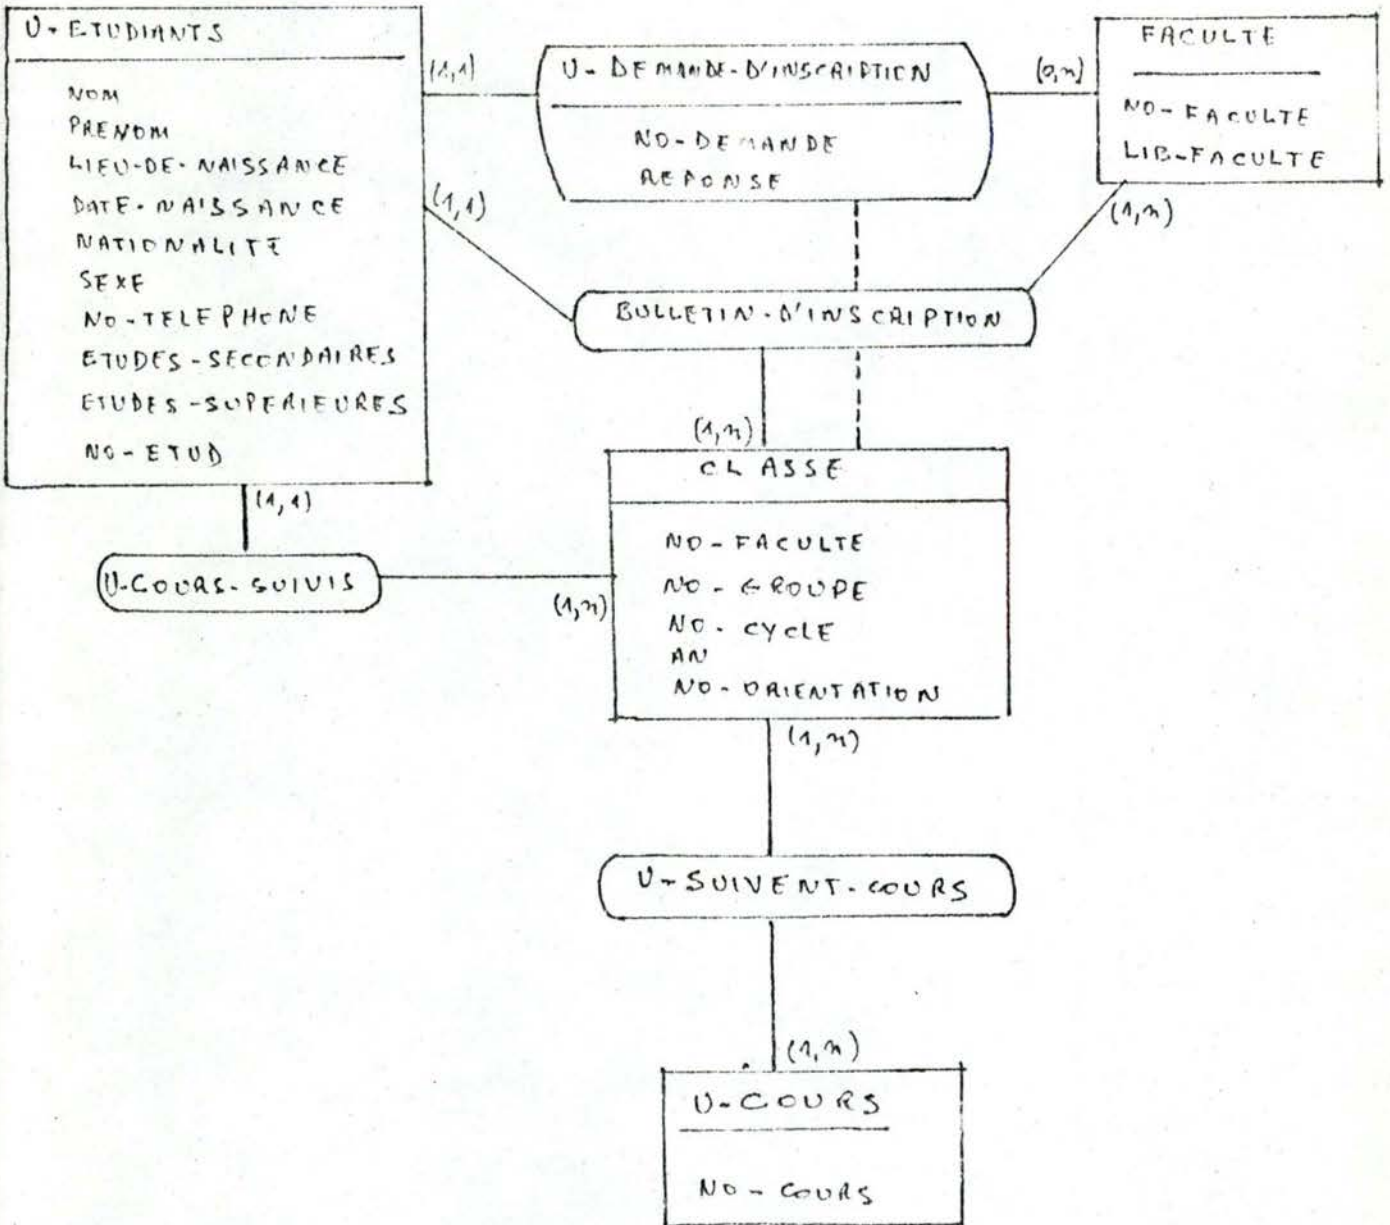 U-ETUDIANTS
NOM
PRENOM
LIEU-DE-NAISSANCE
DATE-NAISSANCE
NATIONALITE
SEXE
NO-TELEPHONE
ETUDES-SECONDAIRES
ETUDES-SUPERIEURES
NO-ETUD
(1,1)
U-DEMANDE-D'INSCRIPTION
NO-DEMANDE
REPONSE
(0,n)
FACULTE
NO-FACULTE
LIB-FACULTE
(1,1)
(1,n)
BULLETIN-D'INSCRIPTION
(1,n)
CLASSE
NO-FACULTE
NO-GROUPE
NO-CYCLE
AN
NO-ORIENTATION
(1,1)
U-COURS-SUIVIS
(1,n)
(1,n)
U-SUIVENT-COURS
(1,n)
U-COURS
NO-COURS